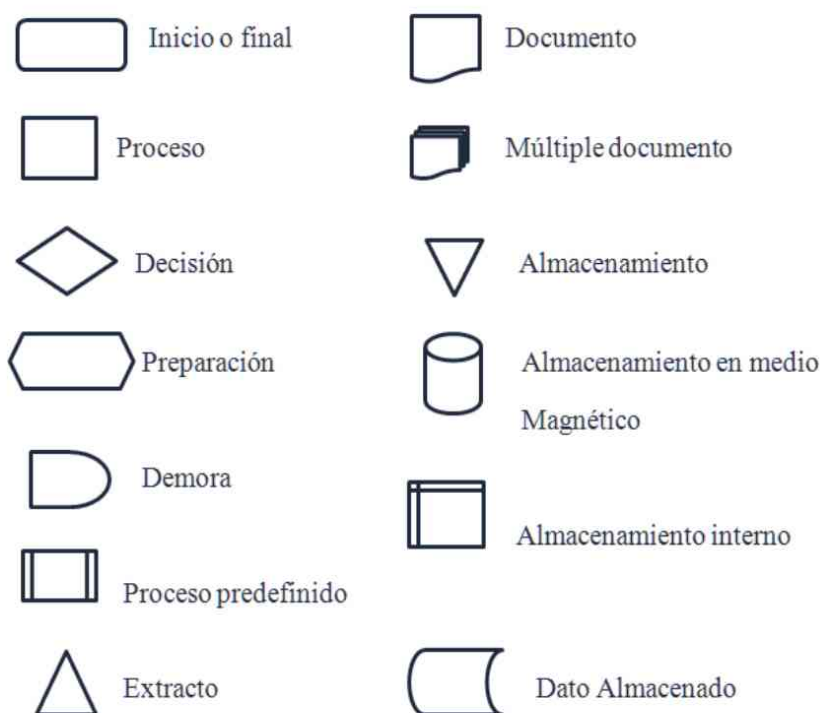 Inicio o final
Documento
Proceso
Múltiple documento
Decisión
Almacenamiento
Preparación
Almacenamiento en medio
Magnético
Demora
Almacenamiento interno
Proceso predefinido
Extracto
Dato Almacenado